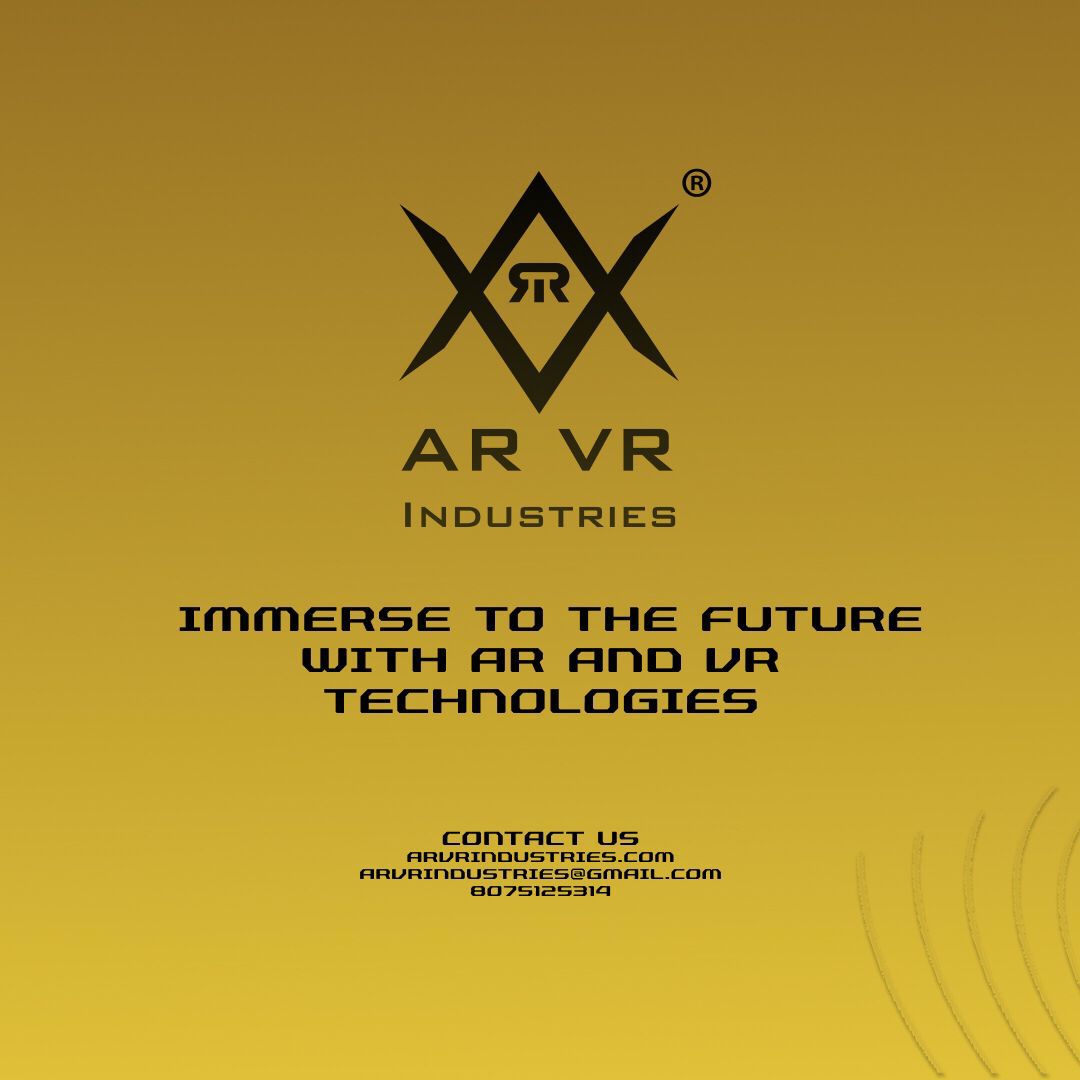 ®
RR
AR VR
INDUSTRIES
IMMERSE TO THE FUTURE
WITH AR AND VR
TECHNOLOGIES
CONTACT US
ARVRINDUSTRIES.COM
ARVRINDUSTRIES@GMAIL.COM
8075125314